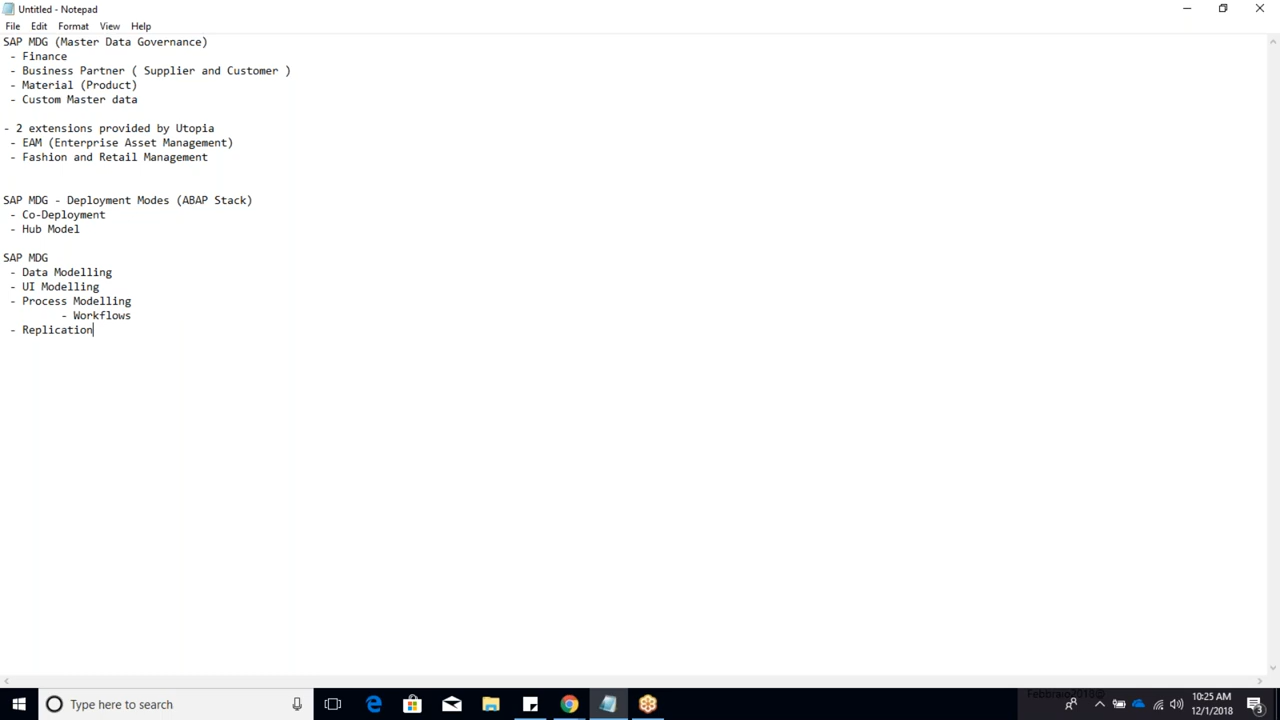 Untitled - Notepad
File Edit Format View Help
SAP MDG (Master Data Governance)
- Finance
- Business Partner ( Supplier and Customer )
- Material (Product)
- Custom Master data
- 2 extensions provided by Utopia
- EAM (Enterprise Asset Management)
- Fashion and Retail Management
SAP MDG - Deployment Modes (ABAP Stack)
- Co-Deployment
- Hub Model
SAP MDG
- Data Modelling
- UI Modelling
- Process Modelling
- Workflows
- Replication
Type here to search
10:25 AM
12/1/2018
3